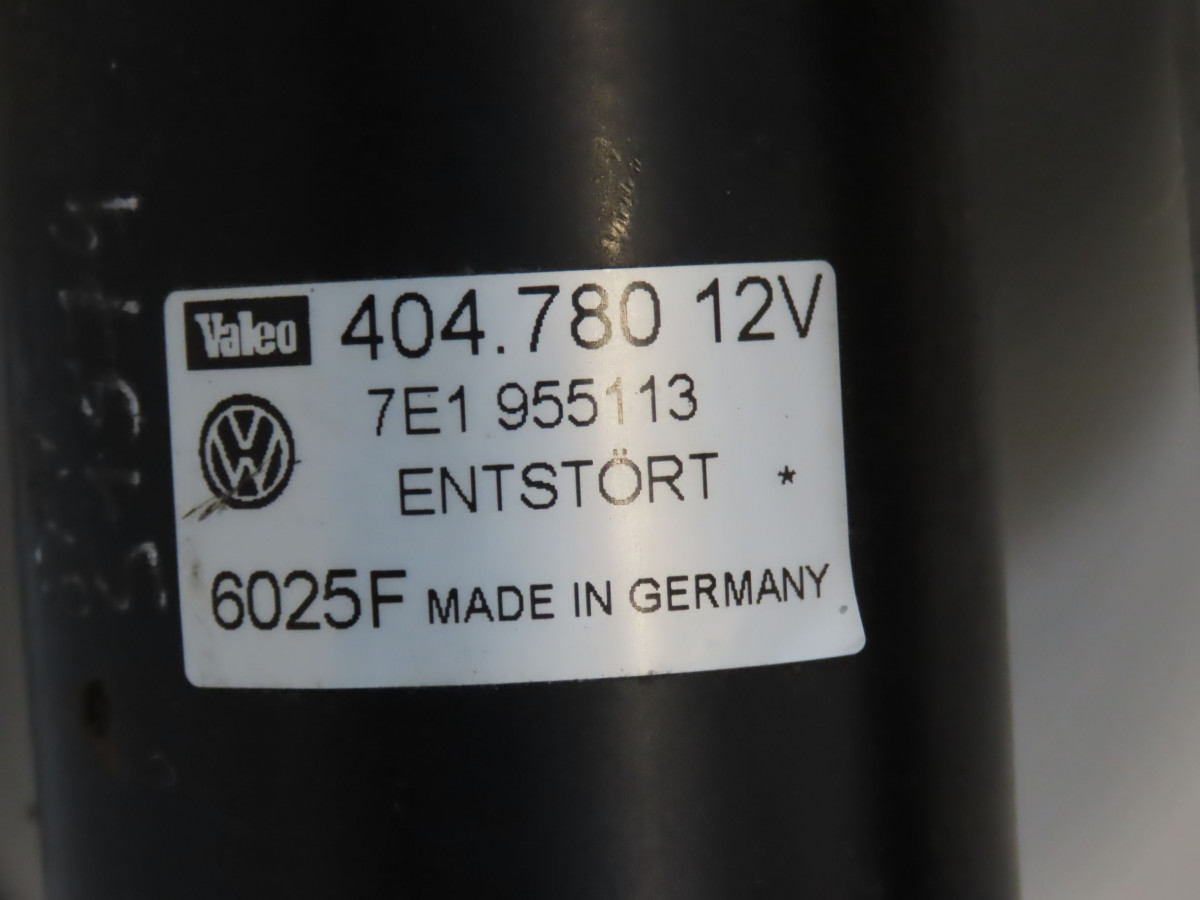 Valeo 404.780 12V
7E1 955113
ENTSTÖRT *
6025F MADE IN GERMANY